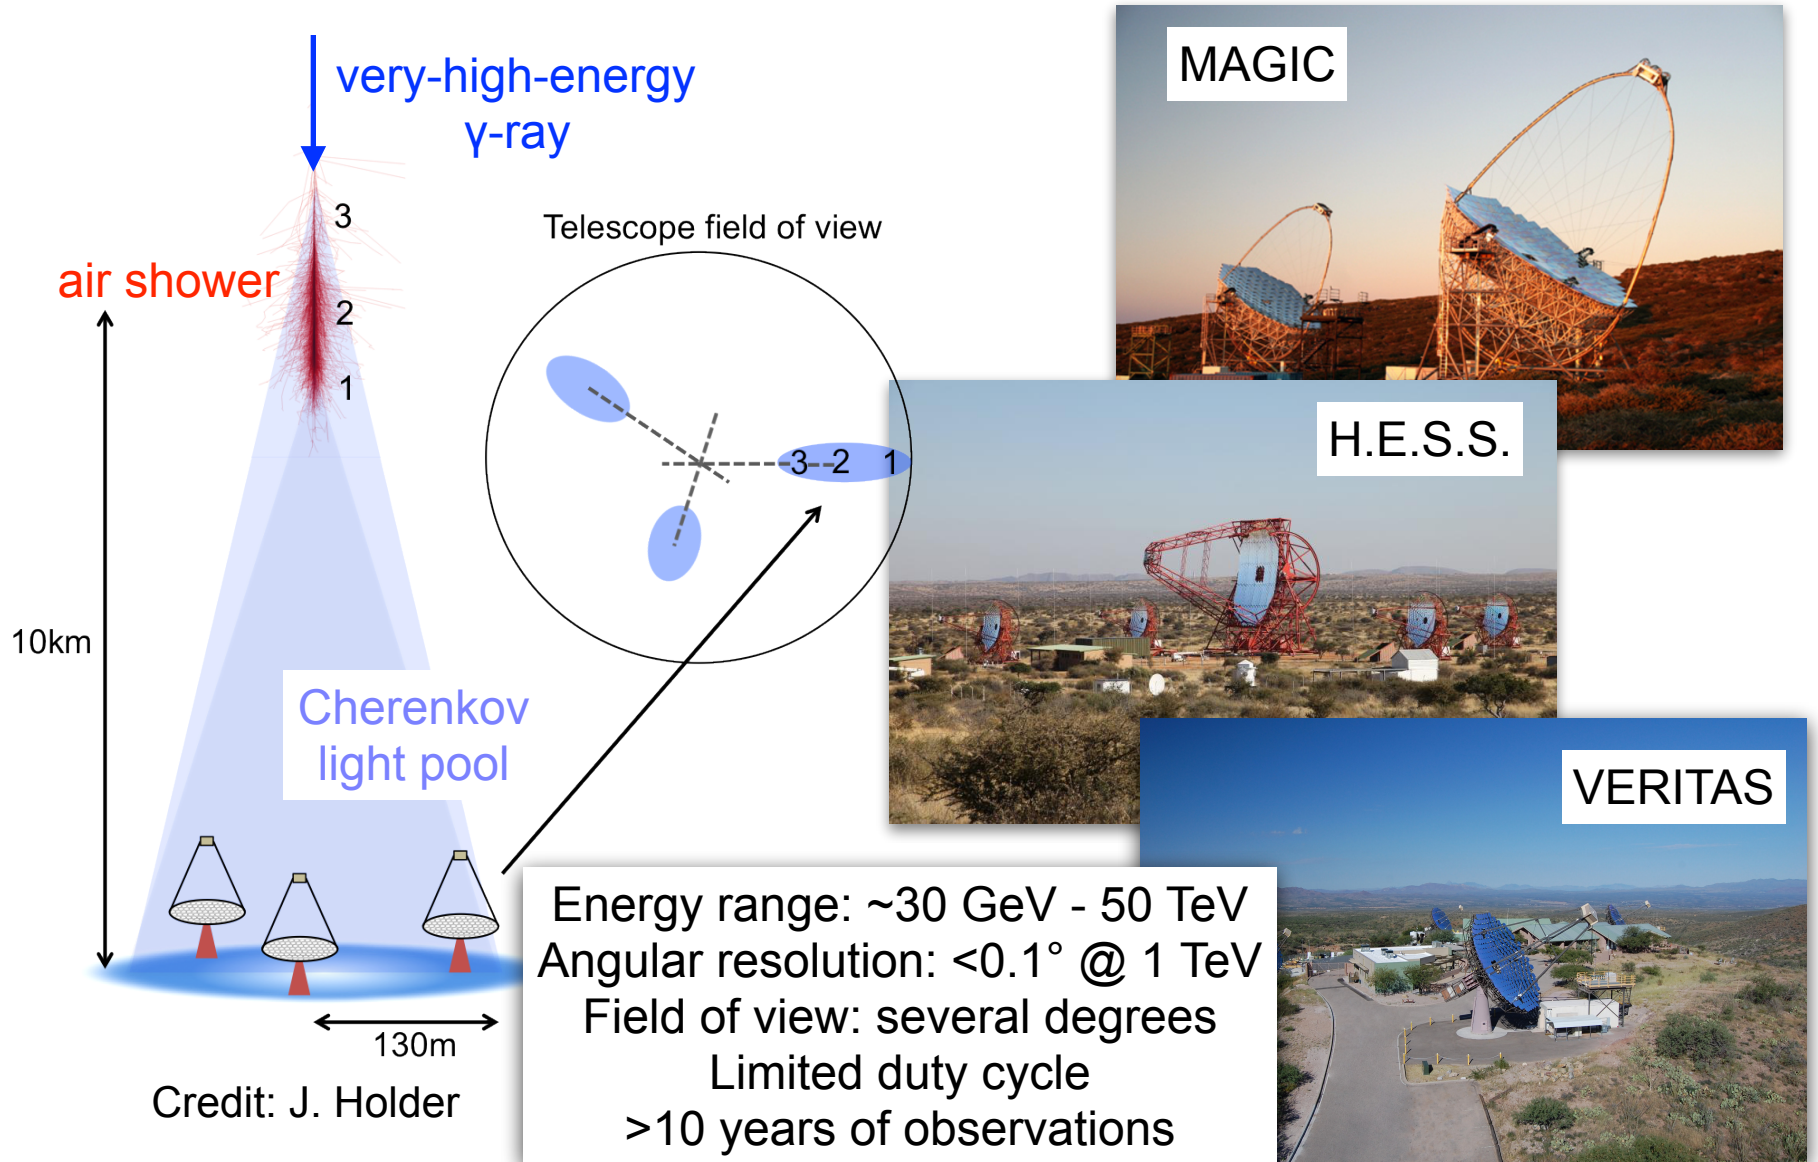 very-high-energy
γ-ray
3
air shower
2
1
10km
Cherenkov
light pool
130m
Credit: J. Holder
Telescope field of view
3 2 1
MAGIC
H.E.S.S.
VERITAS
Energy range: ~30 GeV - 50 TeV
Angular resolution: <0.1° @ 1 TeV
Field of view: several degrees
Limited duty cycle
>10 years of observations